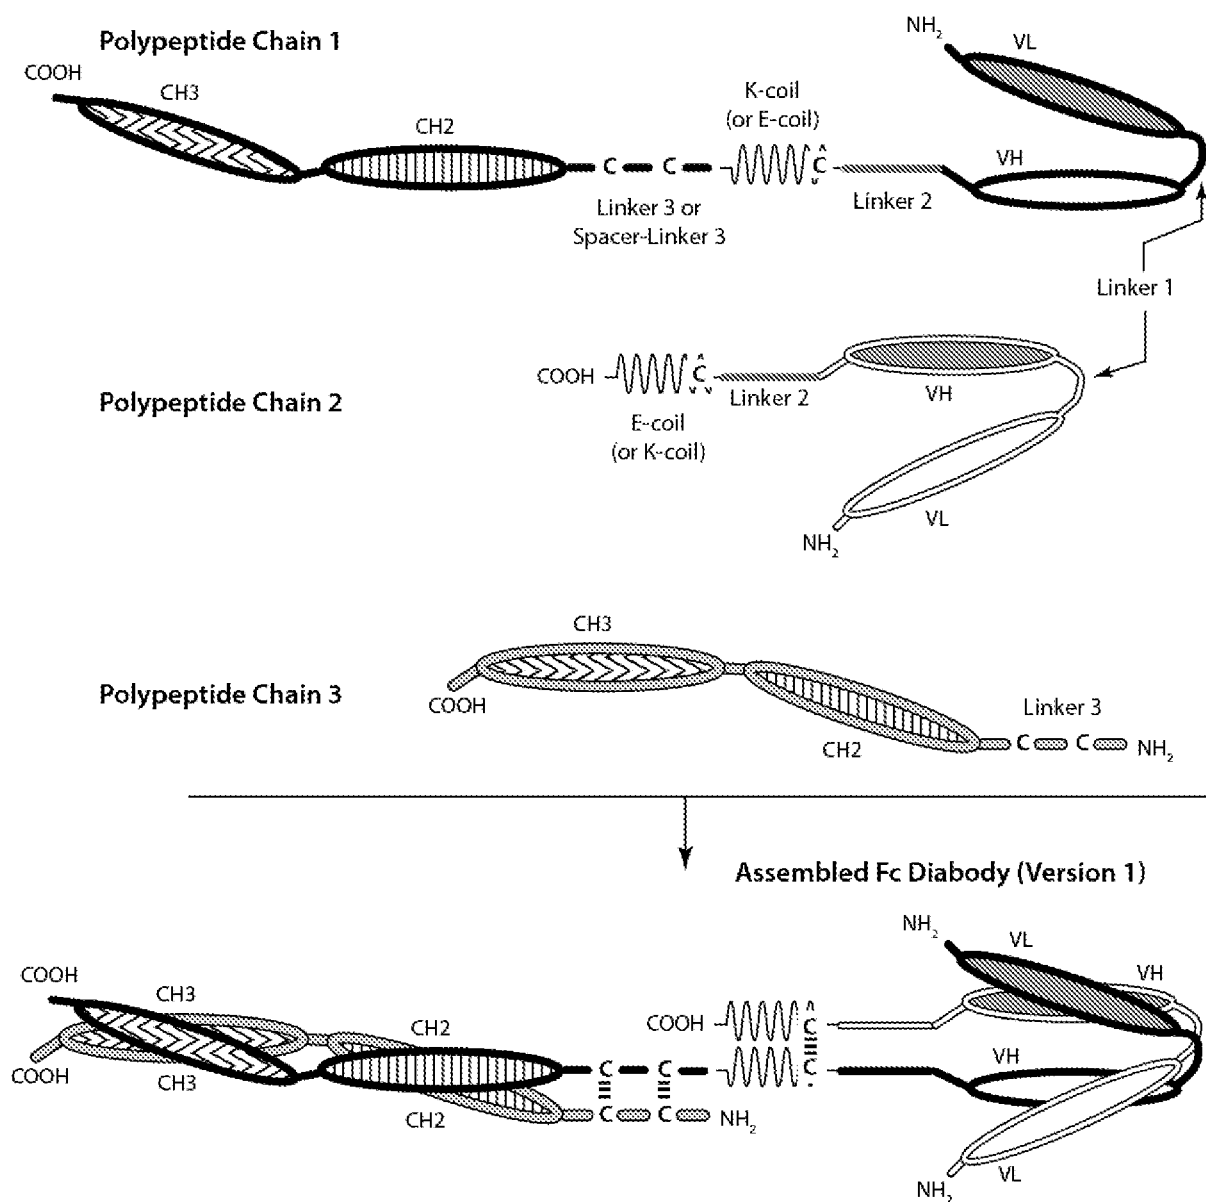 Polypeptide Chain 1
COOH
CH3
CH2
C
C
Linker 3 or
Spacer-Linker 3
K-coil
(or E-coil)
C
Linker 2
NH2
VL
VH
Linker 1
Polypeptide Chain 2
COOH
C
E-coil
(or K-coil)
Linker 2
VH
VL
NH2
Polypeptide Chain 3
COOH
CH3
CH2
Linker 3
C
C
NH2
Assembled Fc Diabody (Version 1)
COOH
CH3
COOH
CH3
CH2
CH2
C
C
C
C
NH2
COOH
C
C
NH2
VL
VH
VH
VL
NH2